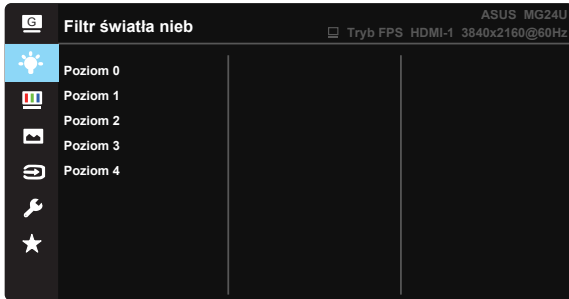 G
Filtr światła nieb
ASUS MG24U
Tryb FPS HDMI-1 3840x2160@60Hz
Poziom 0
Poziom 1
Poziom 2
Poziom 3
Poziom 4